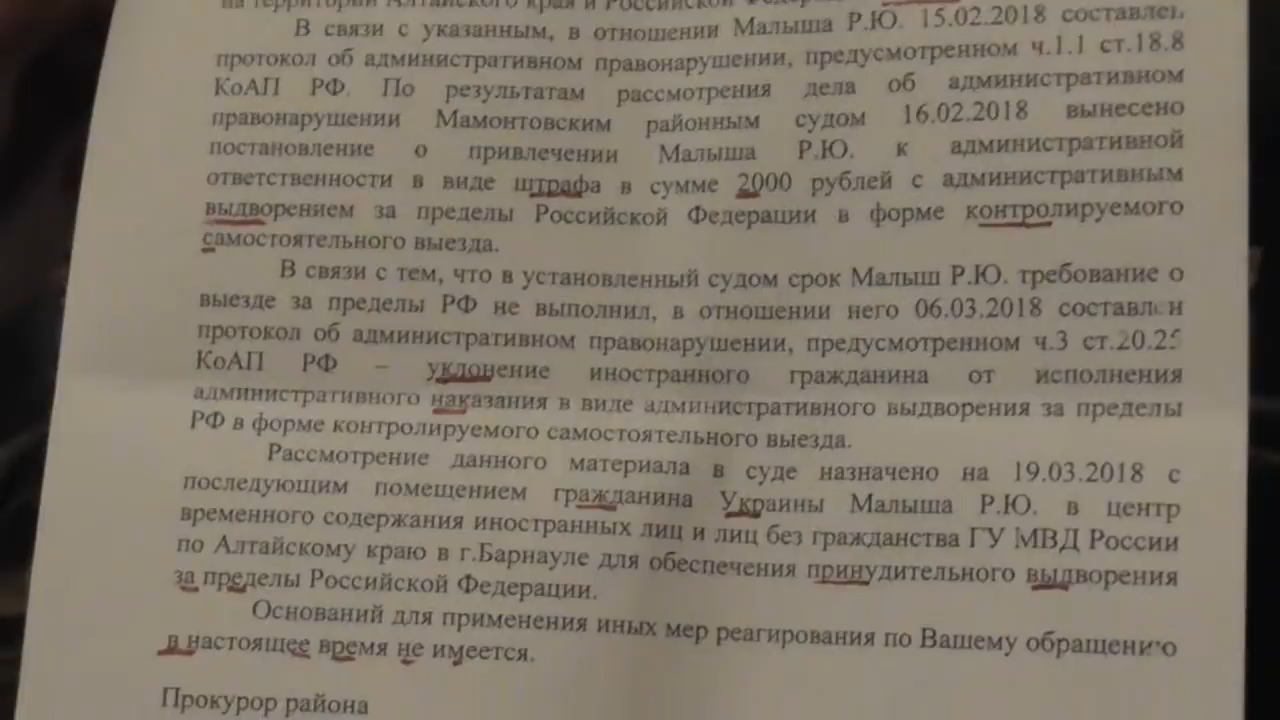 на территории Алтайского края и Российской
В связи с указанным, в отношении Малыша Р.Ю. 15.02.2018 составлен
протокол об административном правонарушении, предусмотренном ч.1.1 ст.18.8
КоАП РФ. По результатам рассмотрения дела об административном
правонарушении Мамонтовским районным судом 16.02.2018 вынесено
постановление о привлечении Малыша Р.Ю. к административной
ответственности в виде штрафа в сумме 2000 рублей с административным
выдворением за пределы Российской Федерации в форме контролируемого
самостоятельного выезда.
В связи с тем, что в установленный судом срок Малыш Р.Ю. требование о
выезде за пределы РФ не выполнил, в отношении него 06.03.2018 составлен
протокол об административном правонарушении, предусмотренном ч.3 ст.20.25
КоАП РФ – уклонение иностранного гражданина от исполнения
административного наказания в виде административного выдворения за пределы
РФ в форме контролируемого самостоятельного выезда.
Рассмотрение данного материала в суде назначено на 19.03.2018 с
последующим помещением гражданина Украины Малыша Р.Ю. в центр
временного содержания иностранных лиц и лиц без гражданства ГУ МВД России
по Алтайскому краю в г.Барнауле для обеспечения принудительного выдворения
за пределы Российской Федерации.
Оснований для применения иных мер реагирования по Вашему обращению
в настоящее время не имеется.
Прокурор района